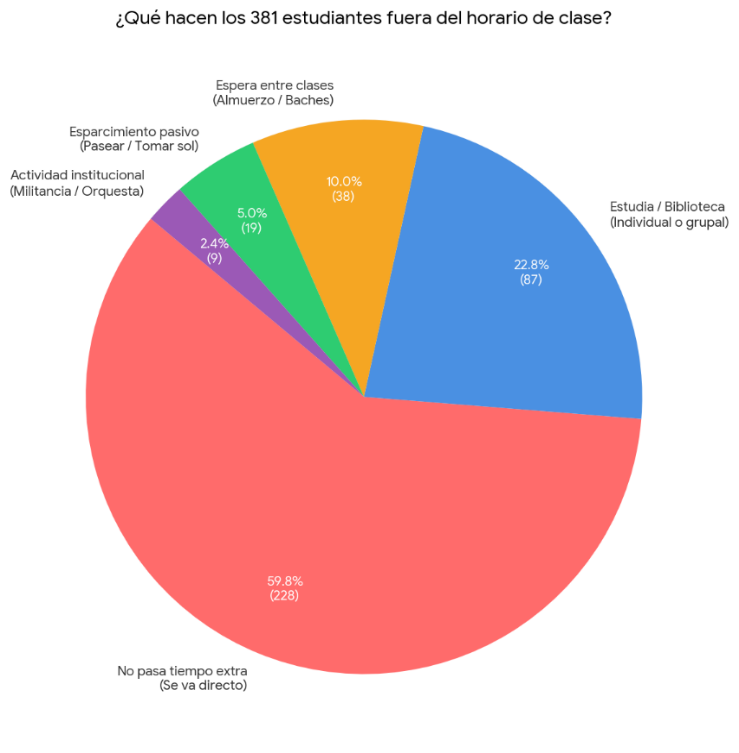 ¿Qué hacen los 381 estudiantes fuera del horario de clase?
Espera entre clases
(Almuerzo / Baches)
Esparcimiento pasivo
(Pasear / Tomar sol)
Actividad institucional
(Militancia / Orquesta)
10.0%
(38)
5.0%
(19)
2.4%
(9)
Estudia / Biblioteca
(Individual o grupal)
22.8%
(87)
59.8%
(228)
No pasa tiempo extra
(Se va directo)